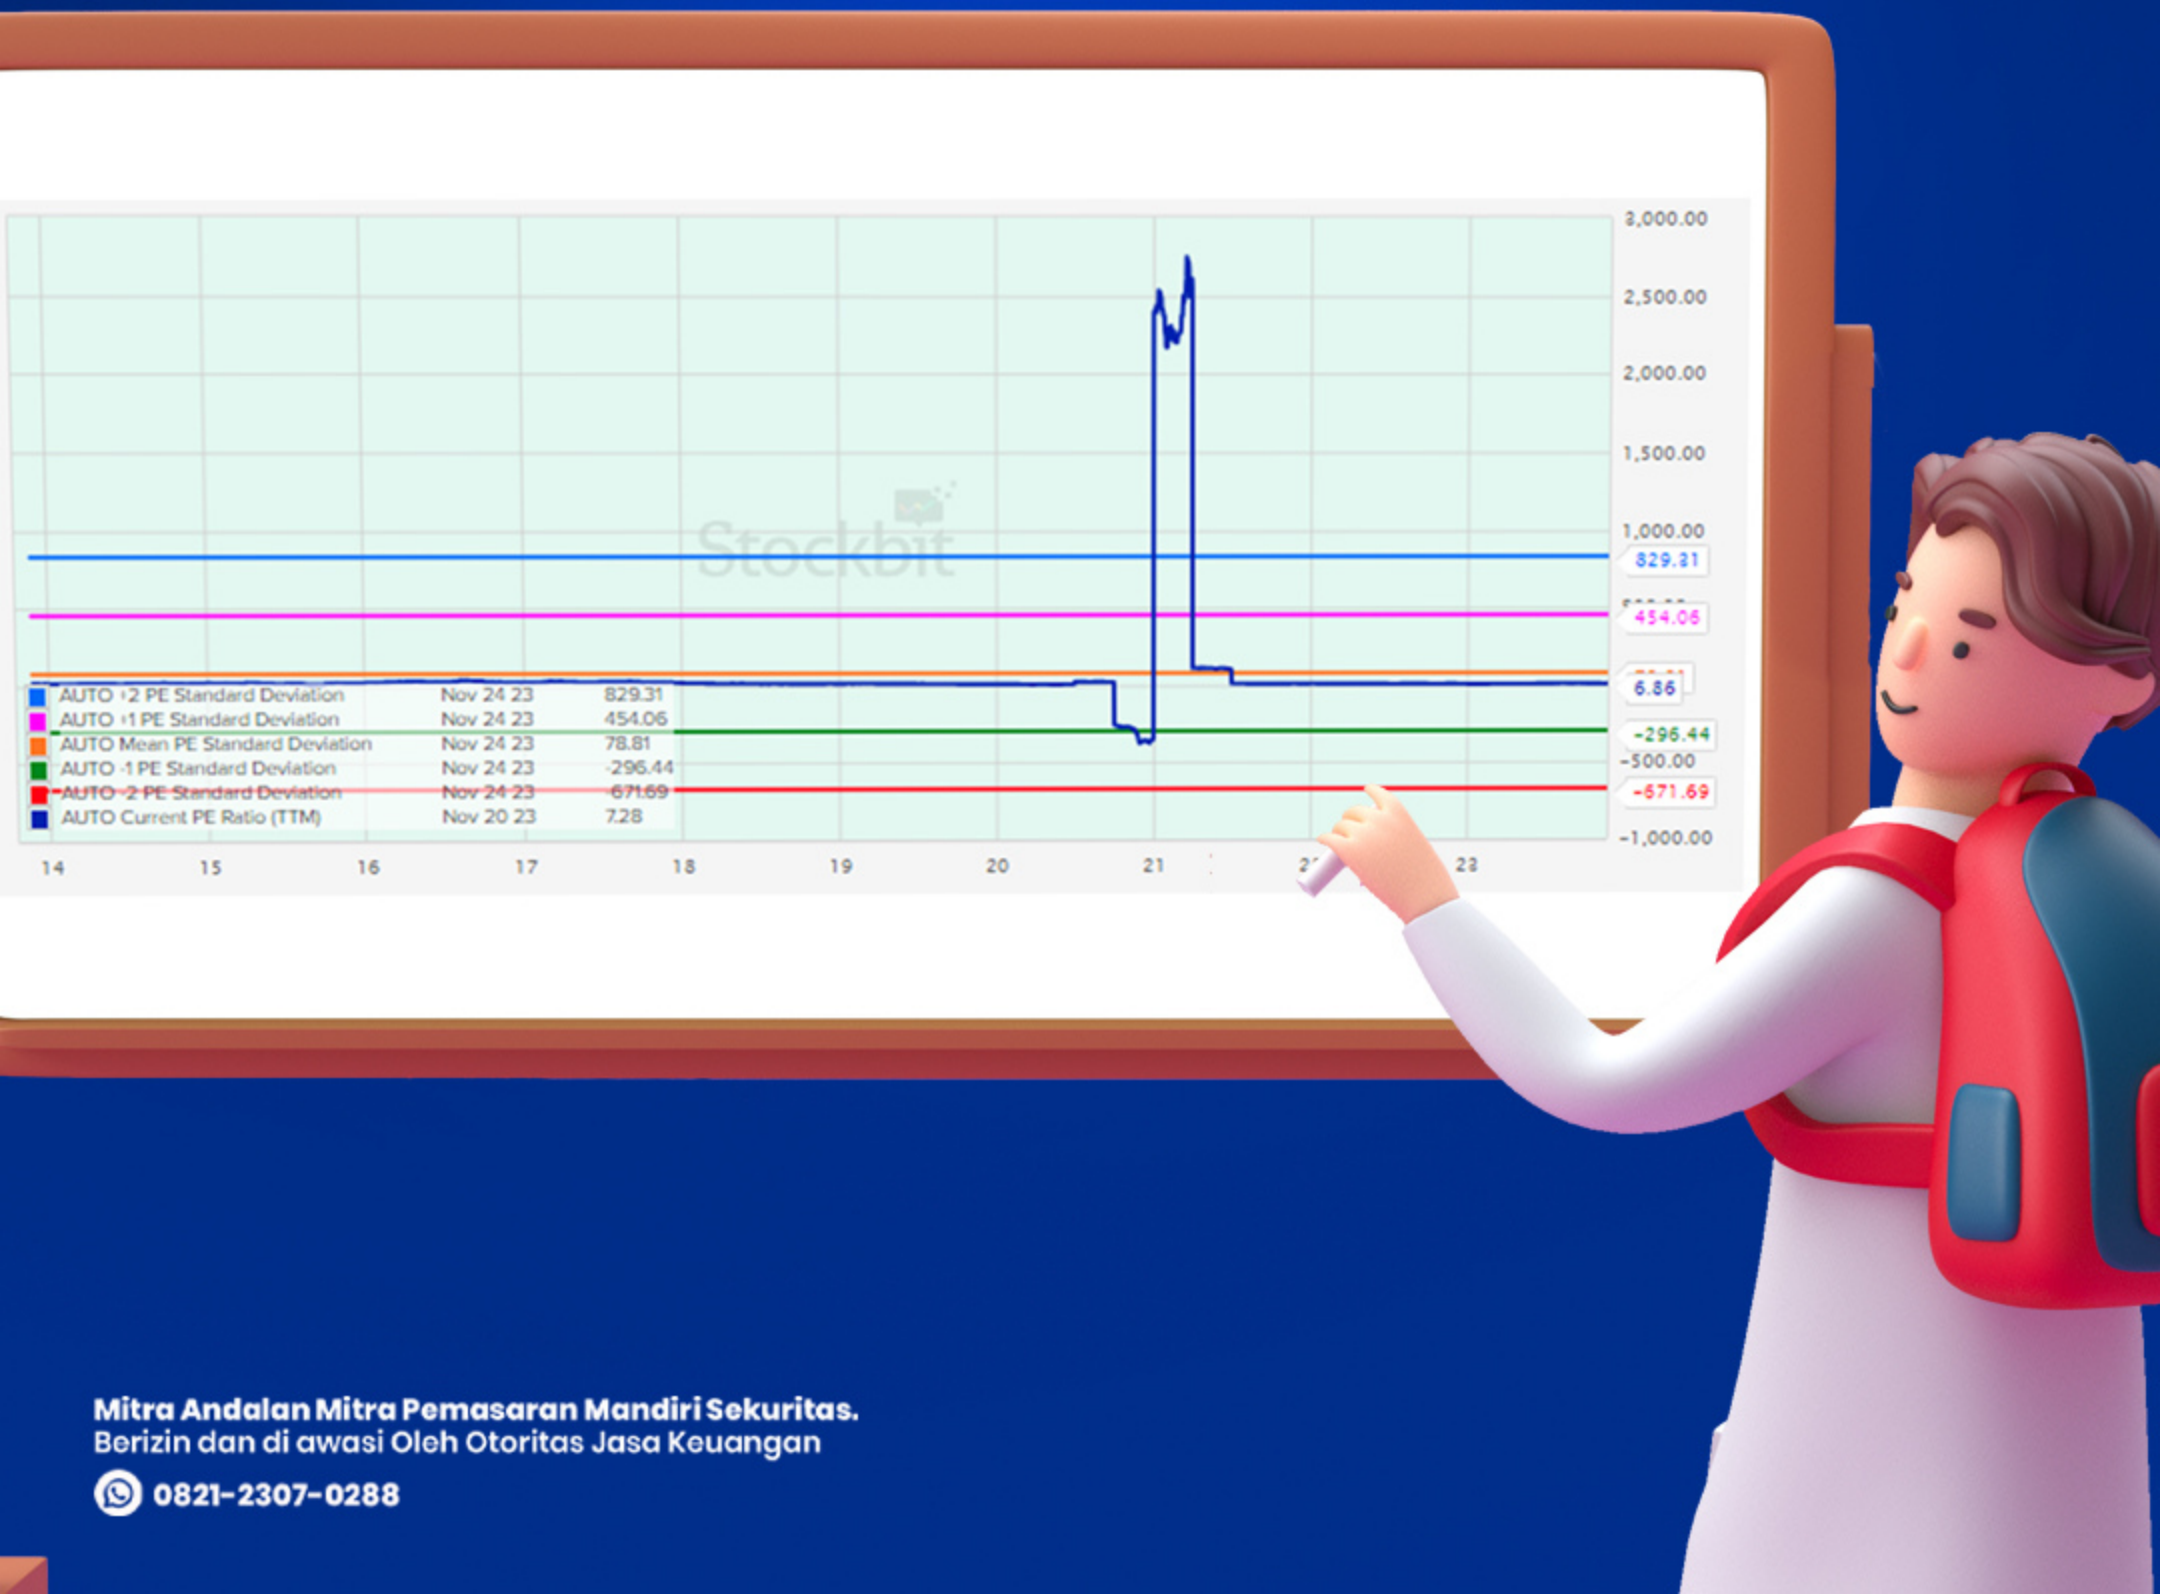 3,000.00
2,500.00
2,000.00
1,500.00
Stockbit
1,000.00
829.31
454.06
6.86
-296.44
-500.00
-671.69
-1,000.00
AUTO +2 PE Standard Deviation Nov 24 23 829.31
AUTO +1 PE Standard Deviation Nov 24 23 454.06
AUTO Mean PE Standard Deviation Nov 24 23 78.81
AUTO -1 PE Standard Deviation Nov 24 23 -296.44
AUTO -2 PE Standard Deviation Nov 24 23 -671.69
AUTO Current PE Ratio (TTM) Nov 20 23 7.28
14 15 16 17 18 19 20 21 23
Mitra Andalan Mitra Pemasaran Mandiri Sekuritas.
Berizin dan di awasi Oleh Otoritas Jasa Keuangan
0821-2307-0288